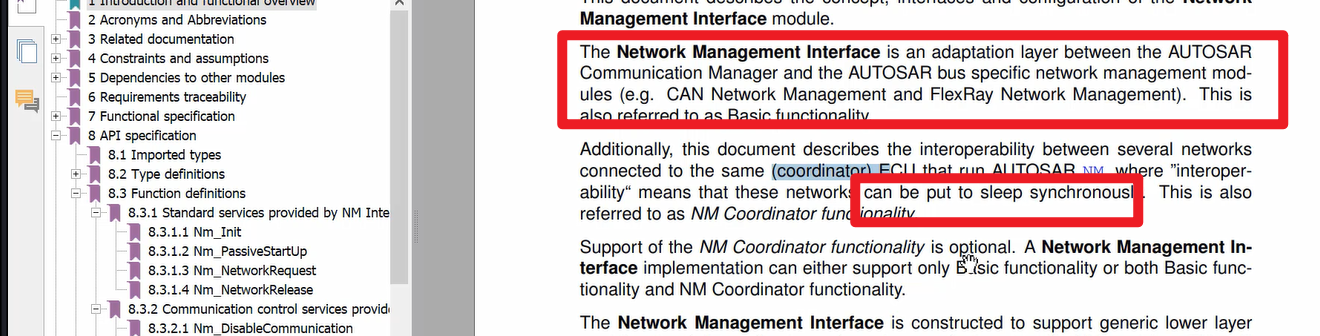 1 Introduction and functional overview
2 Acronyms and Abbreviations
3 Related documentation
4 Constraints and assumptions
5 Dependencies to other modules
6 Requirements traceability
7 Functional specification
8 API specification
8.1 Imported types
8.2 Type definitions
8.3 Function definitions
8.3.1 Standard services provided by NM Inte
8.3.1.1 Nm_Init
8.3.1.2 Nm_PassiveStartUp
8.3.1.3 Nm_NetworkRequest
8.3.1.4 Nm_NetworkRelease
8.3.2 Communication control services provid
8.3.2.1 Nm_DisableCommunication
This document describes the concept, interfaces and configuration of the Network
Management Interface module.
The Network Management Interface is an adaptation layer between the AUTOSAR
Communication Manager and the AUTOSAR bus specific network management mod-
ules (e.g. CAN Network Management and FlexRay Network Management). This is
also referred to as Basic functionality.
Additionally, this document describes the interoperability between several networks
connected to the same (coordinator) ECU that run AUTOSAR NM, where "interoper-
ability“ means that these networks can be put to sleep synchronously. This is also
referred to as NM Coordinator functionality.
Support of the NM Coordinator functionality is optional. A Network Management In-
terface implementation can either support only Basic functionality or both Basic func-
tionality and NM Coordinator functionality.
The Network Management Interface is constructed to support generic lower layer